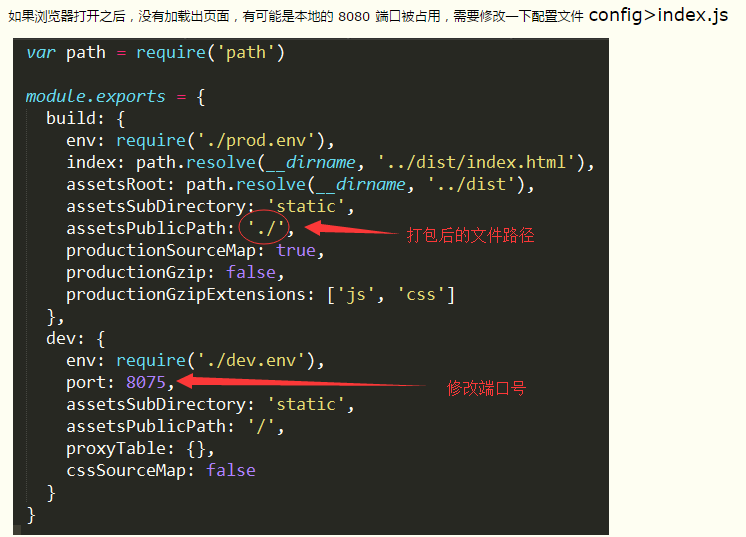 如果浏览器打开之后，没有加载出页面，有可能是本地的 8080 端口被占用，需要修改一下配置文件 config>index.js
var path = require('path')
module.exports = {
  build: {
    env: require('./prod.env'),
    index: path.resolve(__dirname, '../dist/index.html'),
    assetsRoot: path.resolve(__dirname, '../dist'),
    assetsSubDirectory: 'static',
    assetsPublicPath: './', 打包后的文件路径
    productionSourceMap: true,
    productionGzip: false,
    productionGzipExtensions: ['js', 'css']
  },
  dev: {
    env: require('./dev.env'),
    port: 8075, 修改端口号
    assetsSubDirectory: 'static',
    assetsPublicPath: '/',
    proxyTable: {},
    cssSourceMap: false
  }
}